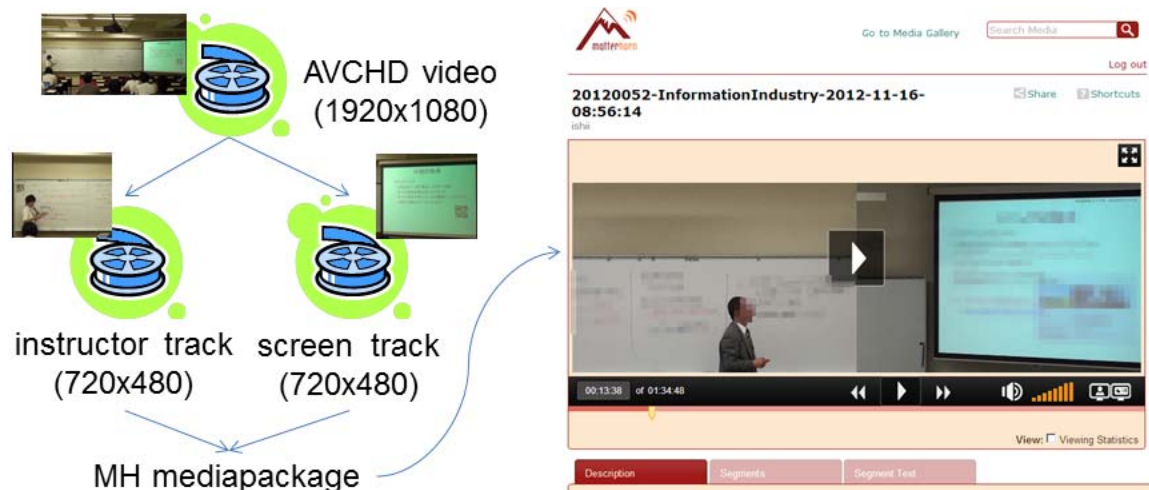 AVCHD video
(1920x1080)
instructor track
(720x480)
screen track
(720x480)
MH mediapackage
matterhorn
Go to Media Gallery
Search Media
Log out
20120052-InformationIndustry-2012-11-16-
08:56:14
ishii
Share
Shortcuts
00:13:38 of 01:34:48
View: Viewing Statistics
Description
Segments
Segment Text